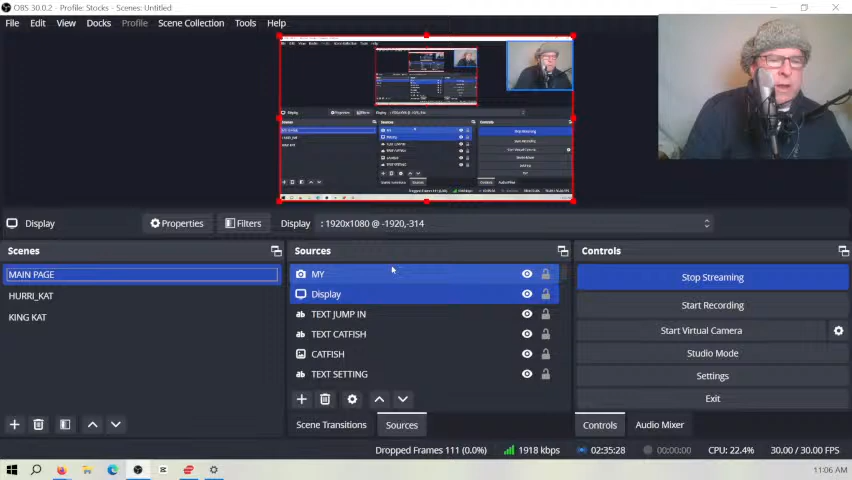 OBS 30.0.2 - Profile: Stocks - Scenes: Untitled
File Edit View Docks Profile Scene Collection Tools Help
Display Properties Filters Display : 1920x1080 @ -1920,-314
Scenes Sources Controls
MAIN PAGE MY Stop Streaming
HURRI_KAT Display Start Recording
KING KAT TEXT JUMP IN Start Virtual Camera
TEXT CATFISH
CATFISH Studio Mode
TEXT SETTING Settings
Exit
Scene Transitions Sources Controls Audio Mixer
Dropped Frames 111 (0.0%) 1918 kbps 02:35:28 00:00:00 CPU: 22.4% 30.00 / 30.00 FPS
11:06 AM